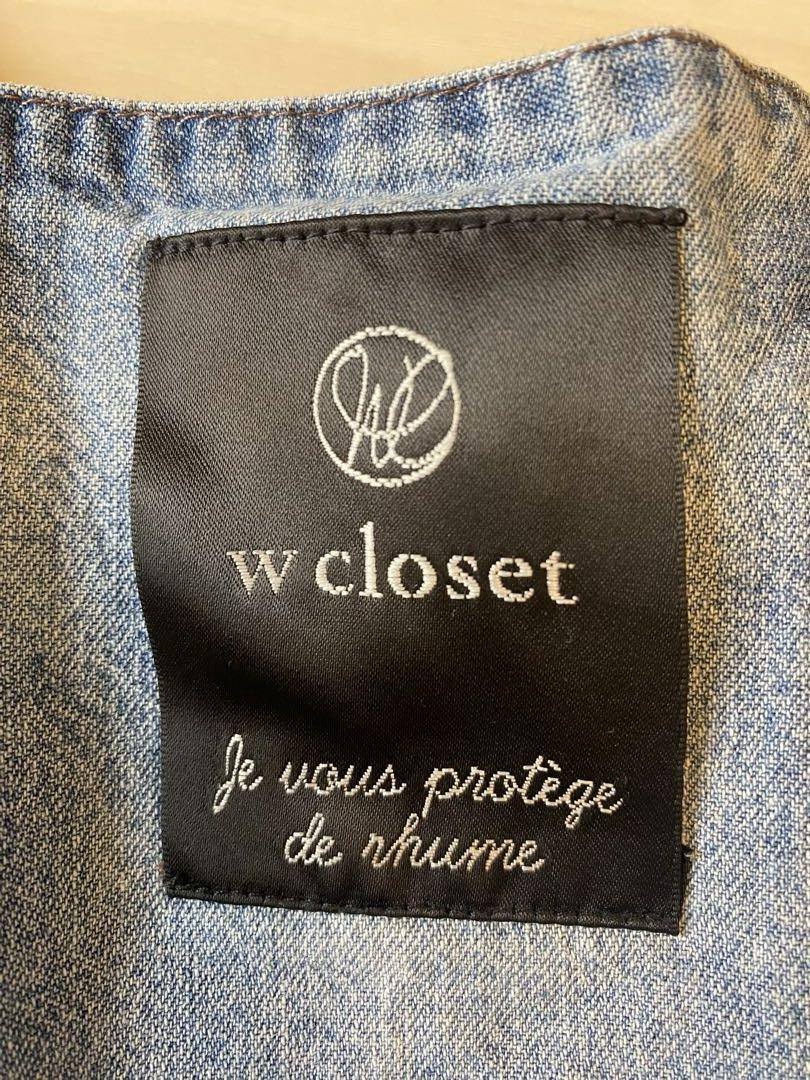 w closet
Je vous protège
de rhume